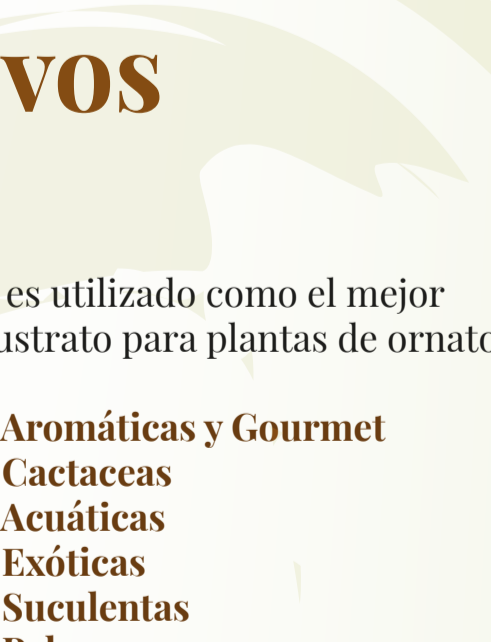 vos
es utilizado como el mejor
ustrato para plantas de ornato
Aromáticas y Gourmet
Cactaceas
Acuáticas
Exóticas
Suculentas